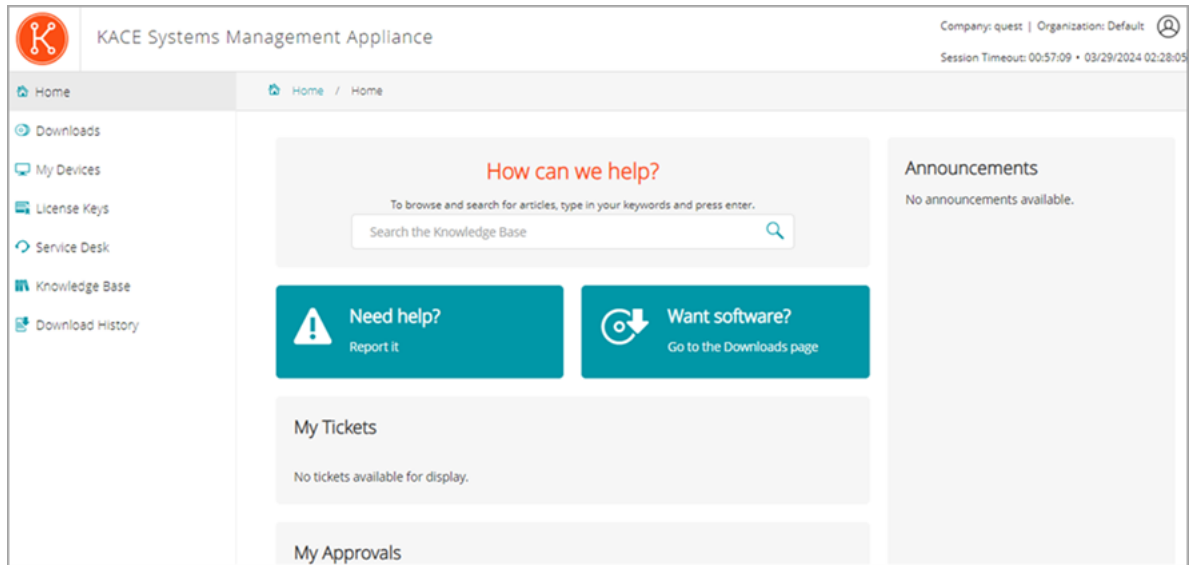 KACE Systems Management Appliance
Company: quest | Organization: Default
Session Timeout: 00:57:09 • 03/29/2024 02:28:05
Home
Downloads
My Devices
License Keys
Service Desk
Knowledge Base
Download History
Home / Home
How can we help?
To browse and search for articles, type in your keywords and press enter.
Search the Knowledge Base
Need help?
Report it
Want software?
Go to the Downloads page
My Tickets
No tickets available for display.
My Approvals
Announcements
No announcements available.